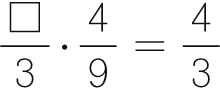 □/3 · 4/9 = 4/3